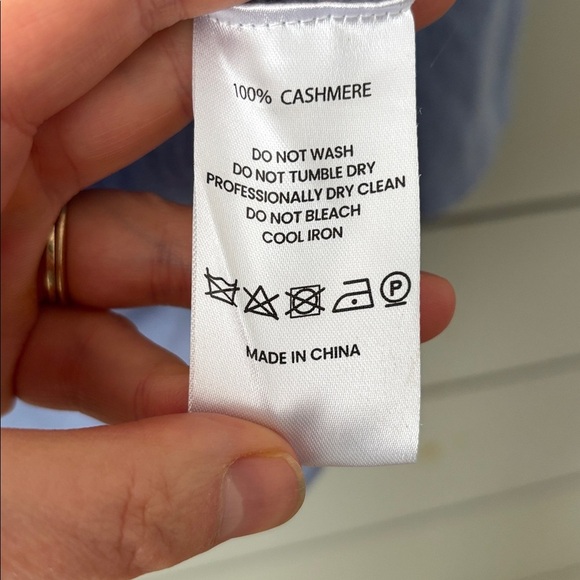 100% CASHMERE
DO NOT WASH
DO NOT TUMBLE DRY
PROFESSIONALLY DRY CLEAN
DO NOT BLEACH
COOL IRON
P
MADE IN CHINA